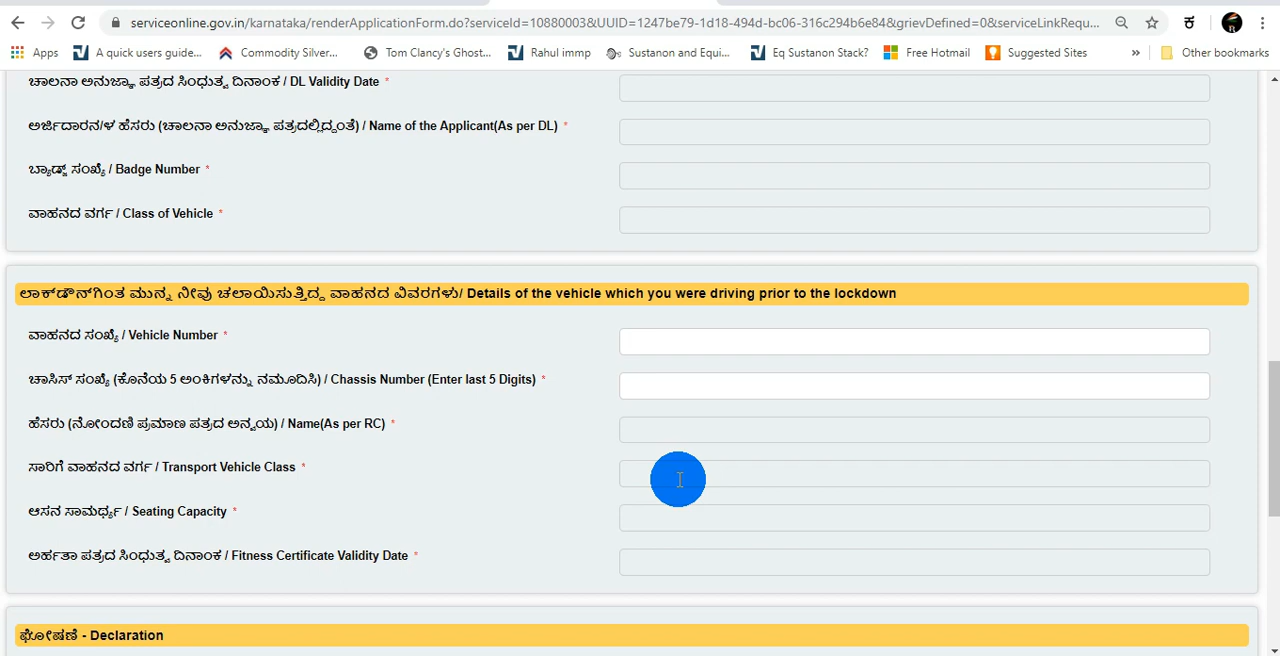 serviceonline.gov.in/karnataka/renderApplicationForm.do?serviceId=10880003&UUID=1247be79-1d18-494d-bc06-316c294b6e84&grievDefined=0&serviceLinkRequ...
Apps A quick users guide... Commodity Silver... Tom Clancy's Ghost... Rahul immp Sustanon and Equi... Eq Sustanon Stack? Free Hotmail Suggested Sites » Other bookmarks
ಚಾಲನಾ ಅನುಜ್ಞಾ ಪತ್ರದ ಸಿಂಧುತ್ವ ದಿನಾಂಕ / DL Validity Date *
ಅರ್ಜಿದಾರನ/ಳ ಹೆಸರು (ಚಾಲನಾ ಅನುಜ್ಞಾ ಪತ್ರದಲ್ಲಿದ್ದಂತೆ) / Name of the Applicant(As per DL) *
ಬ್ಯಾಡ್ಜ್ ಸಂಖ್ಯೆ / Badge Number *
ವಾಹನದ ವರ್ಗ / Class of Vehicle *
ಲಾಕ್‌ಡೌನ್‌ಗಿಂತ ಮುನ್ನ ನೀವು ಚಲಾಯಿಸುತ್ತಿದ್ದ ವಾಹನದ ವಿವರಗಳು/ Details of the vehicle which you were driving prior to the lockdown
ವಾಹನದ ಸಂಖ್ಯೆ / Vehicle Number *
ಚಾಸಿಸ್ ಸಂಖ್ಯೆ (ಕೊನೆಯ 5 ಅಂಕಿಗಳನ್ನು ನಮೂದಿಸಿ) / Chassis Number (Enter last 5 Digits) *
ಹೆಸರು (ನೋಂದಣಿ ಪ್ರಮಾಣ ಪತ್ರದ ಅನ್ವಯ) / Name(As per RC) *
ಸಾರಿಗೆ ವಾಹನದ ವರ್ಗ / Transport Vehicle Class *
ಆಸನ ಸಾಮರ್ಥ್ಯ / Seating Capacity *
ಅರ್ಹತಾ ಪತ್ರದ ಸಿಂಧುತ್ವ ದಿನಾಂಕ / Fitness Certificate Validity Date *
ಘೋಷಣೆ - Declaration